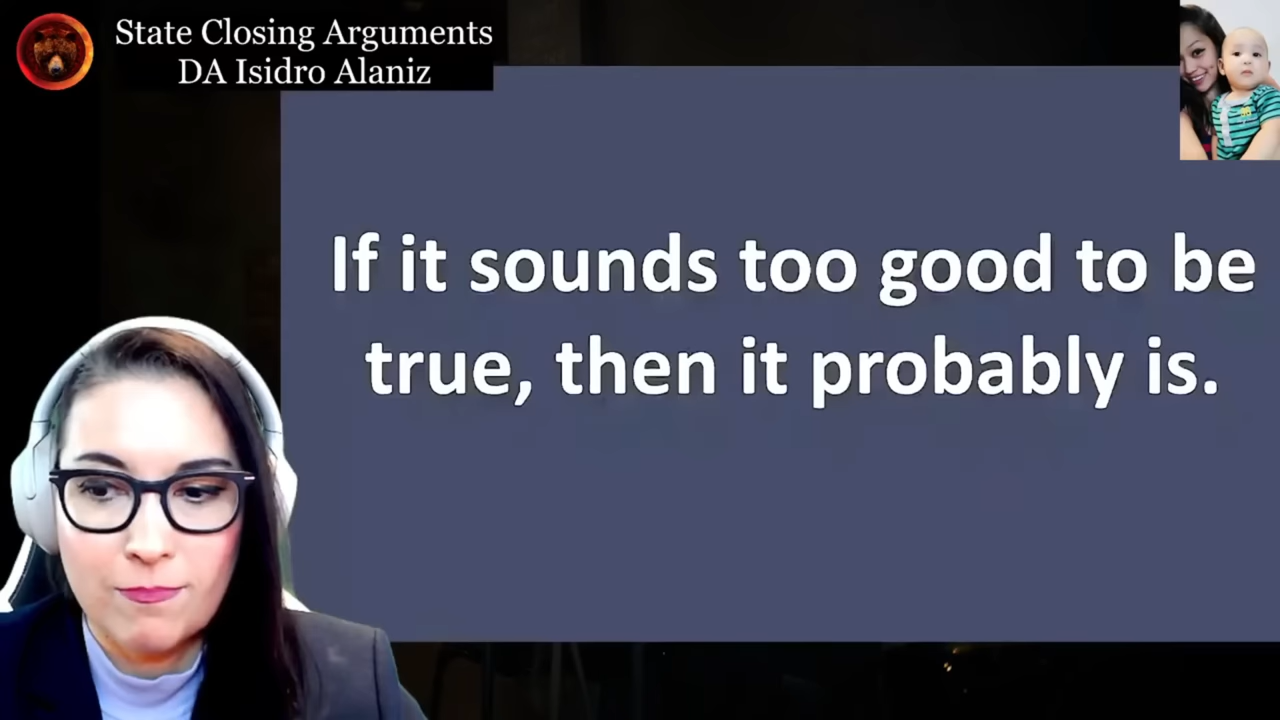 State Closing Arguments
DA Isidro Alaniz
If it sounds too good to be
true, then it probably is.